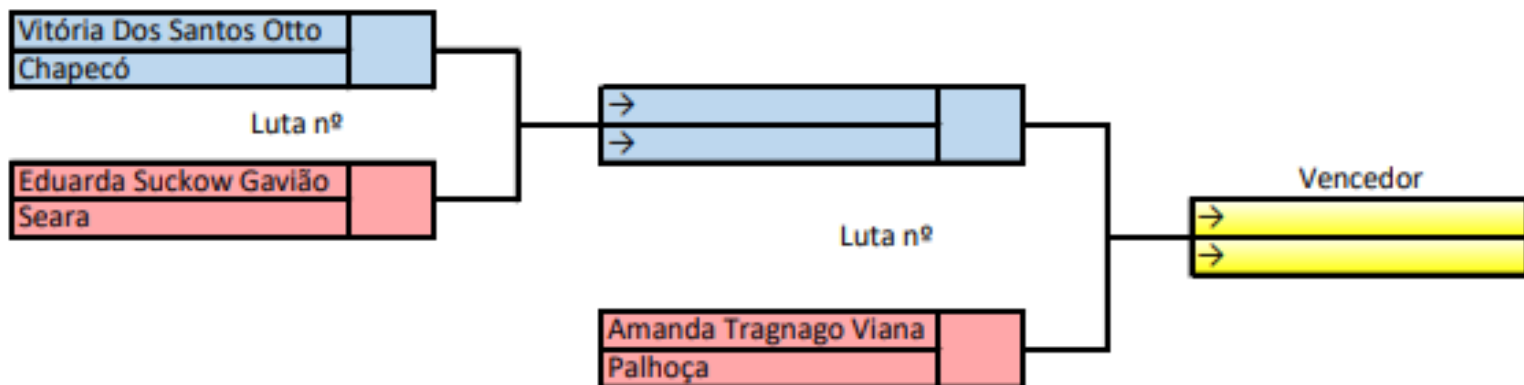 Vitória Dos Santos Otto
Chapecó
Luta nº
Eduarda Suckow Gavião
Seara
→
→
Luta nº
Amanda Tragnago Viana
Palhoça
Vencedor
→
→